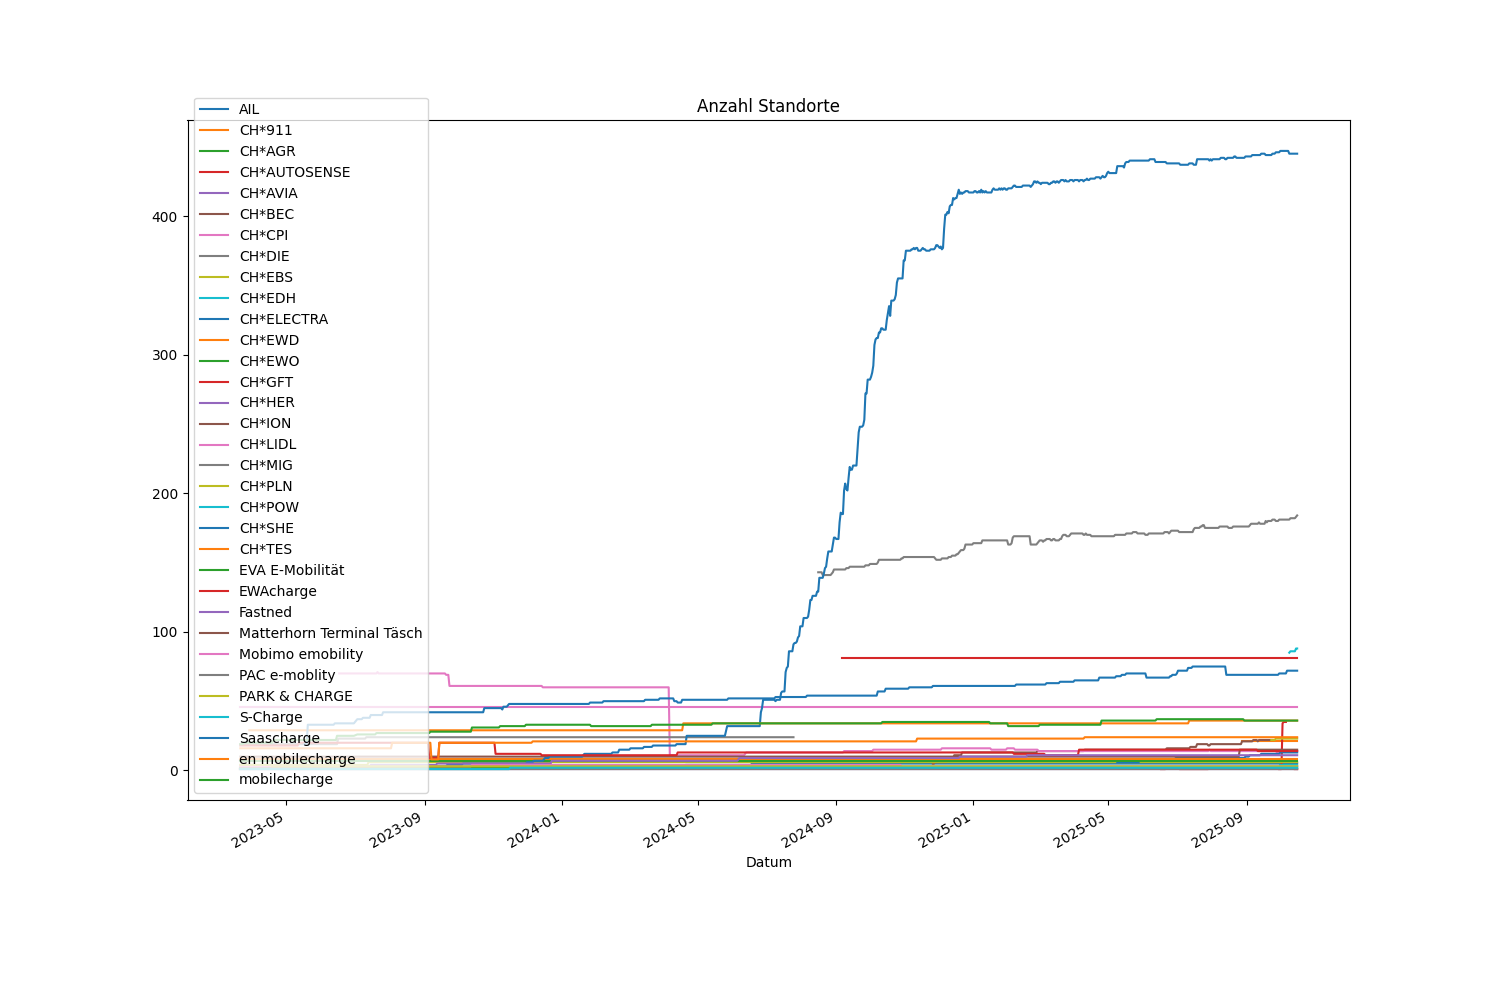 Anzahl Standorte
AIL
CH*911
CH*AGR
CH*AUTOSENSE
CH*AVIA
CH*BEC
CH*CPI
CH*DIE
CH*EBS
CH*EDH
CH*ELECTRA
CH*EWD
CH*EWO
CH*GFT
CH*HER
CH*ION
CH*LIDL
CH*MIG
CH*PLN
CH*POW
CH*SHE
CH*TES
EVA E-Mobilität
EWAcharge
Fastned
Matterhorn Terminal Täsch
Mobimo emobility
PAC e-moblity
PARK & CHARGE
S-Charge
Saascharge
en mobilecharge
mobilecharge
400
300
200
100
0
2023-05
2023-09
2024-01
2024-05
2024-09
2025-01
2025-05
2025-09
Datum